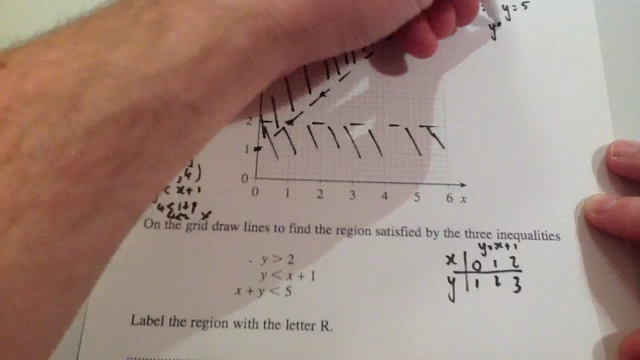 y = 5
y
2
1
0
0 1 2 3 4 5 6 x
< x+1
On the grid draw lines to find the region satisfied by the three inequalities
y > 2
y < x + 1
x + y < 5
y=x+1
x 0 1 2
y 1 2 3
Label the region with the letter R.